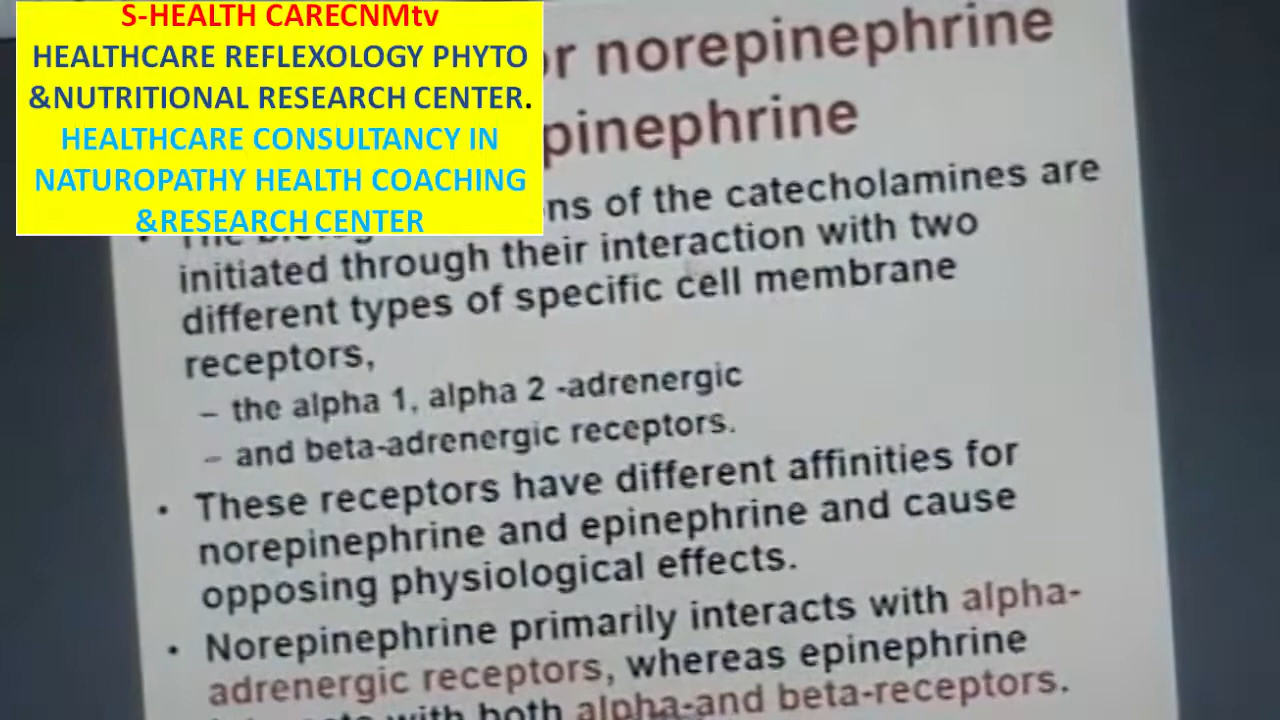 S-HEALTH CARECNMtv
HEALTHCARE REFLEXOLOGY PHYTO
&NUTRITIONAL RESEARCH CENTER.
HEALTHCARE CONSULTANCY IN
NATUROPATHY HEALTH COACHING
&RESEARCH CENTER
norepinephrine
pinephrine
of the catecholamines are
initiated through their interaction with two
different types of specific cell membrane
receptors,
– the alpha 1, alpha 2 -adrenergic
– and beta-adrenergic receptors.
• These receptors have different affinities for
norepinephrine and epinephrine and cause
opposing physiological effects.
• Norepinephrine primarily interacts with alpha-
adrenergic receptors, whereas epinephrine
with both alpha-and beta-receptors.